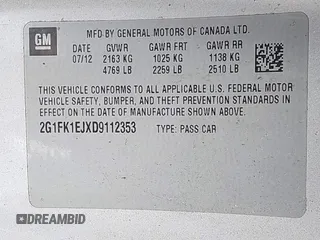 GM
MFD BY GENERAL MOTORS OF CANADA LTD.
07/12 GVWR GAWR FRT GAWR RR
2163 KG 1025 KG 1138 KG
4769 LB 2259 LB 2510 LB
THIS VEHICLE CONFORMS TO ALL APPLICABLE U.S. FEDERAL MOTOR
VEHICLE SAFETY, BUMPER, AND THEFT PREVENTION STANDARDS IN
EFFECT ON THE DATE OF MANUFACTURE SHOWN ABOVE.
2G1FK1EJXD9112353 TYPE: PASS CAR
DREAMBID